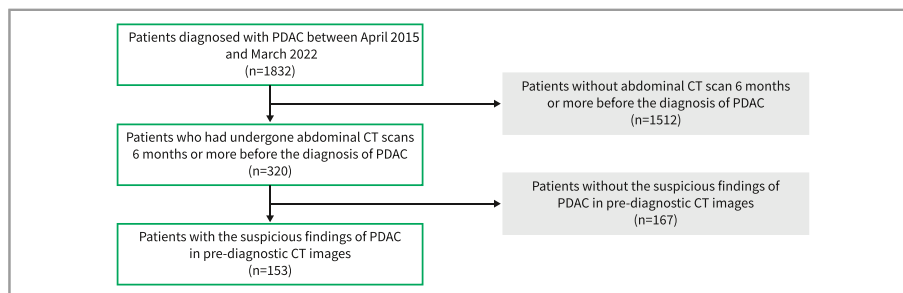 Patients diagnosed with PDAC between April 2015
and March 2022
(n=1832)
Patients without abdominal CT scan 6 months
or more before the diagnosis of PDAC
(n=1512)
Patients who had undergone abdominal CT scans
6 months or more before the diagnosis of PDAC
(n=320)
Patients without the suspicious findings of
PDAC in pre-diagnostic CT images
(n=167)
Patients with the suspicious findings of PDAC
in pre-diagnostic CT images
(n=153)